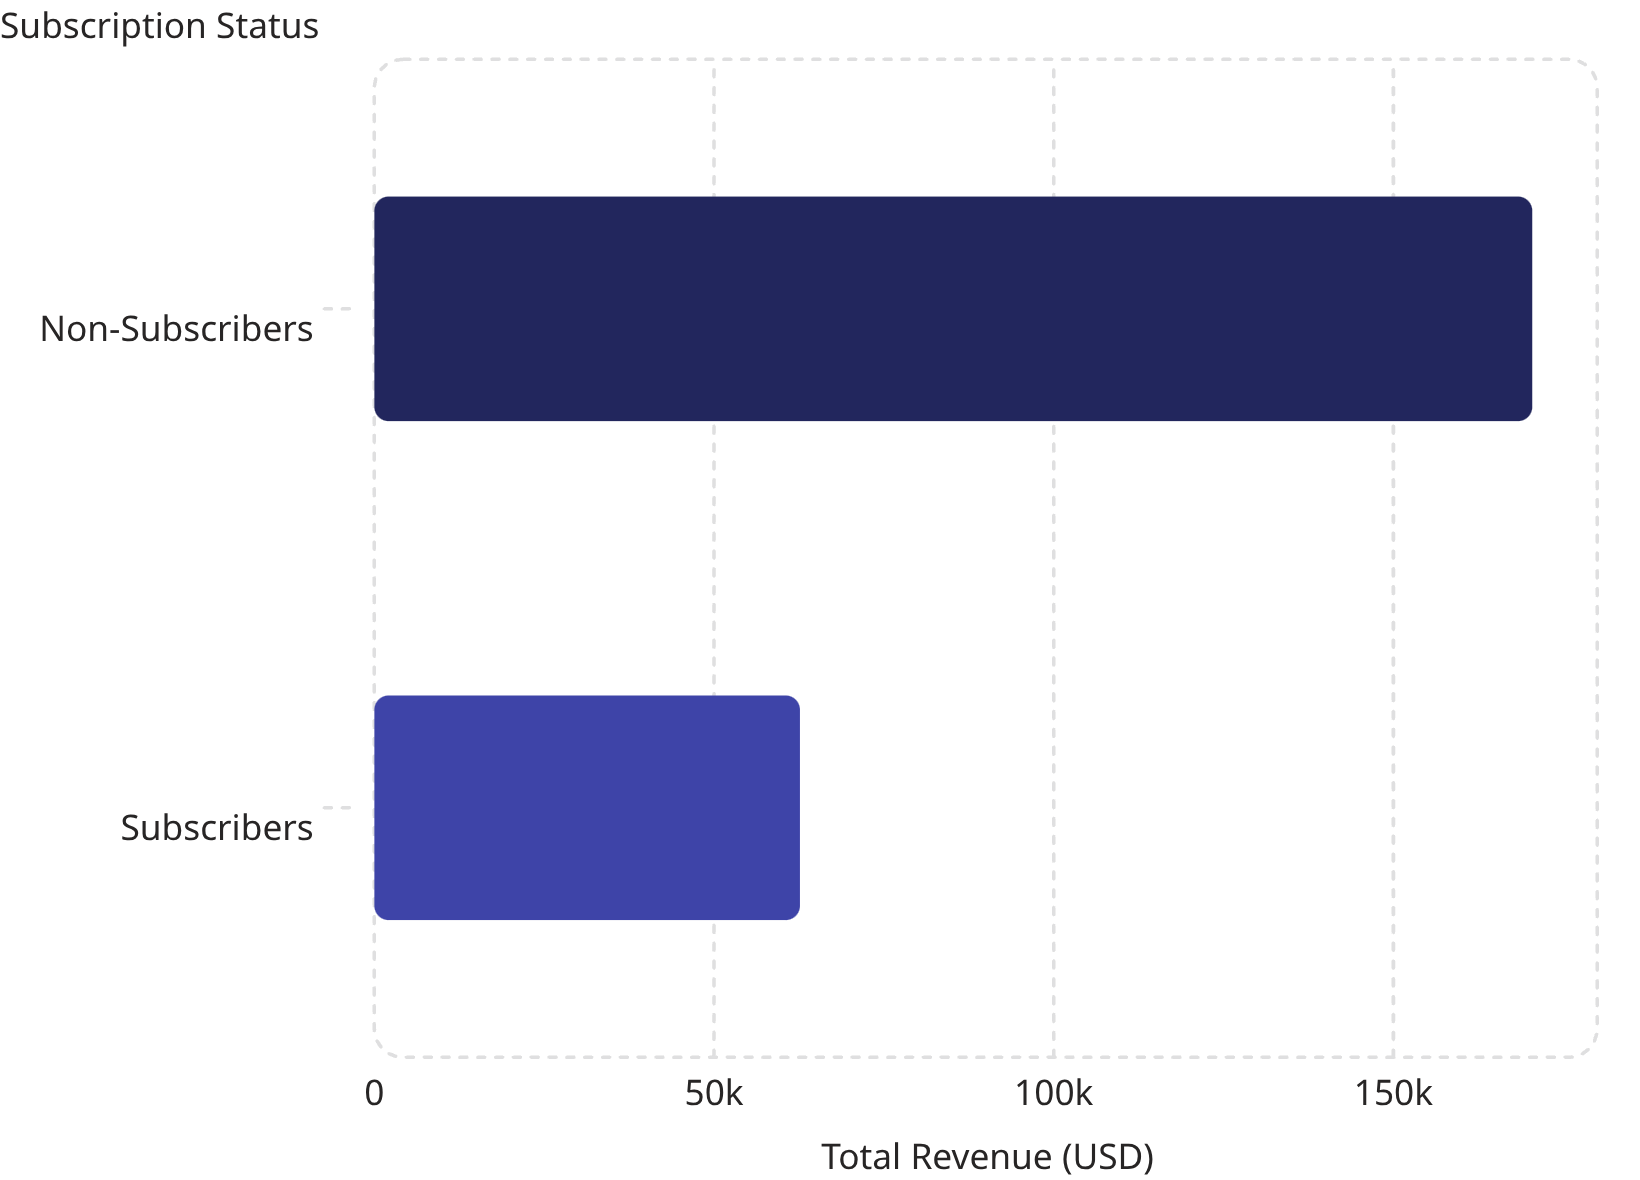 Subscription Status
Non-Subscribers
Subscribers
0 50k 100k 150k
Total Revenue (USD)